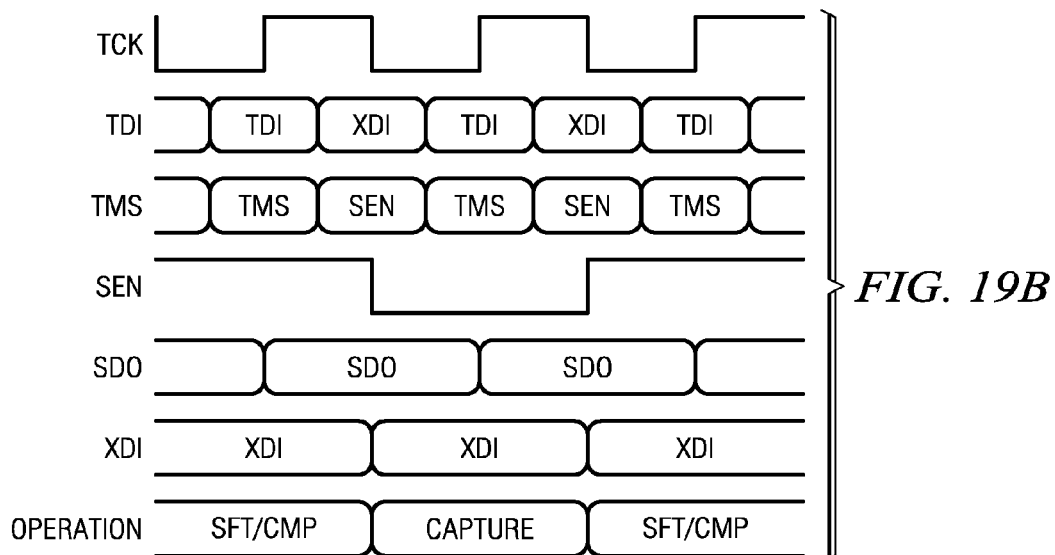 TCK
TDI TDI XDI TDI XDI TDI
TMS TMS SEN TMS SEN TMS
SEN
SDO SDO SDO
XDI XDI XDI XDI
OPERATION SFT/CMP CAPTURE SFT/CMP
FIG. 19B